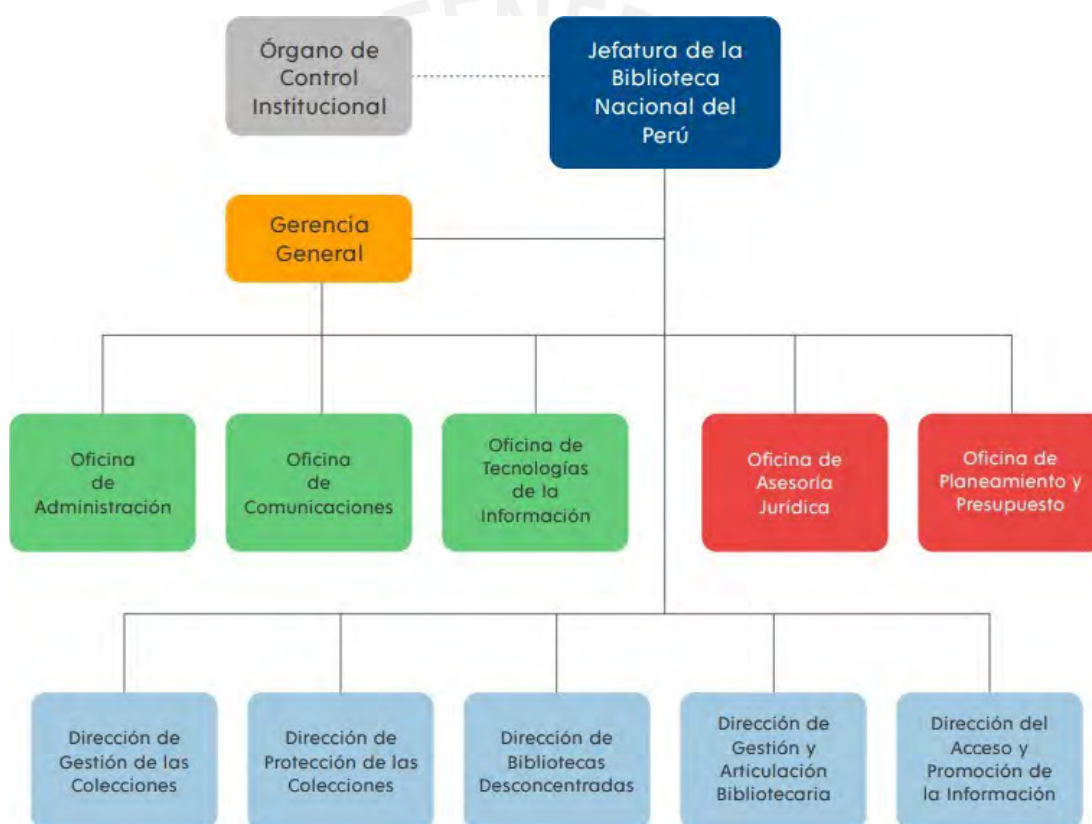 TENE
Órgano de
Control
Institucional
Jefatura de la
Biblioteca
Nacional del
Perú
Gerencia
General
Oficina
de
Administración
Oficina
de
Comunicaciones
Oficina de
Tecnologías
de la
Información
Oficina de
Asesoría
Jurídica
Oficina de
Planeamiento y
Presupuesto
Dirección de
Gestión de las
Colecciones
Dirección de
Protección de las
Colecciones
Dirección de
Bibliotecas
Desconcentradas
Dirección de
Gestión y
Articulación
Bibliotecaria
Dirección del
Acceso y
Promoción de
la Información